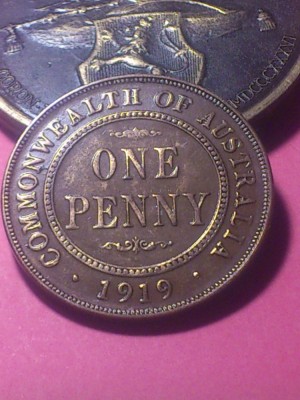 COMMONWEALTH OF AUSTRALIA
ONE
PENNY
· 1919 ·